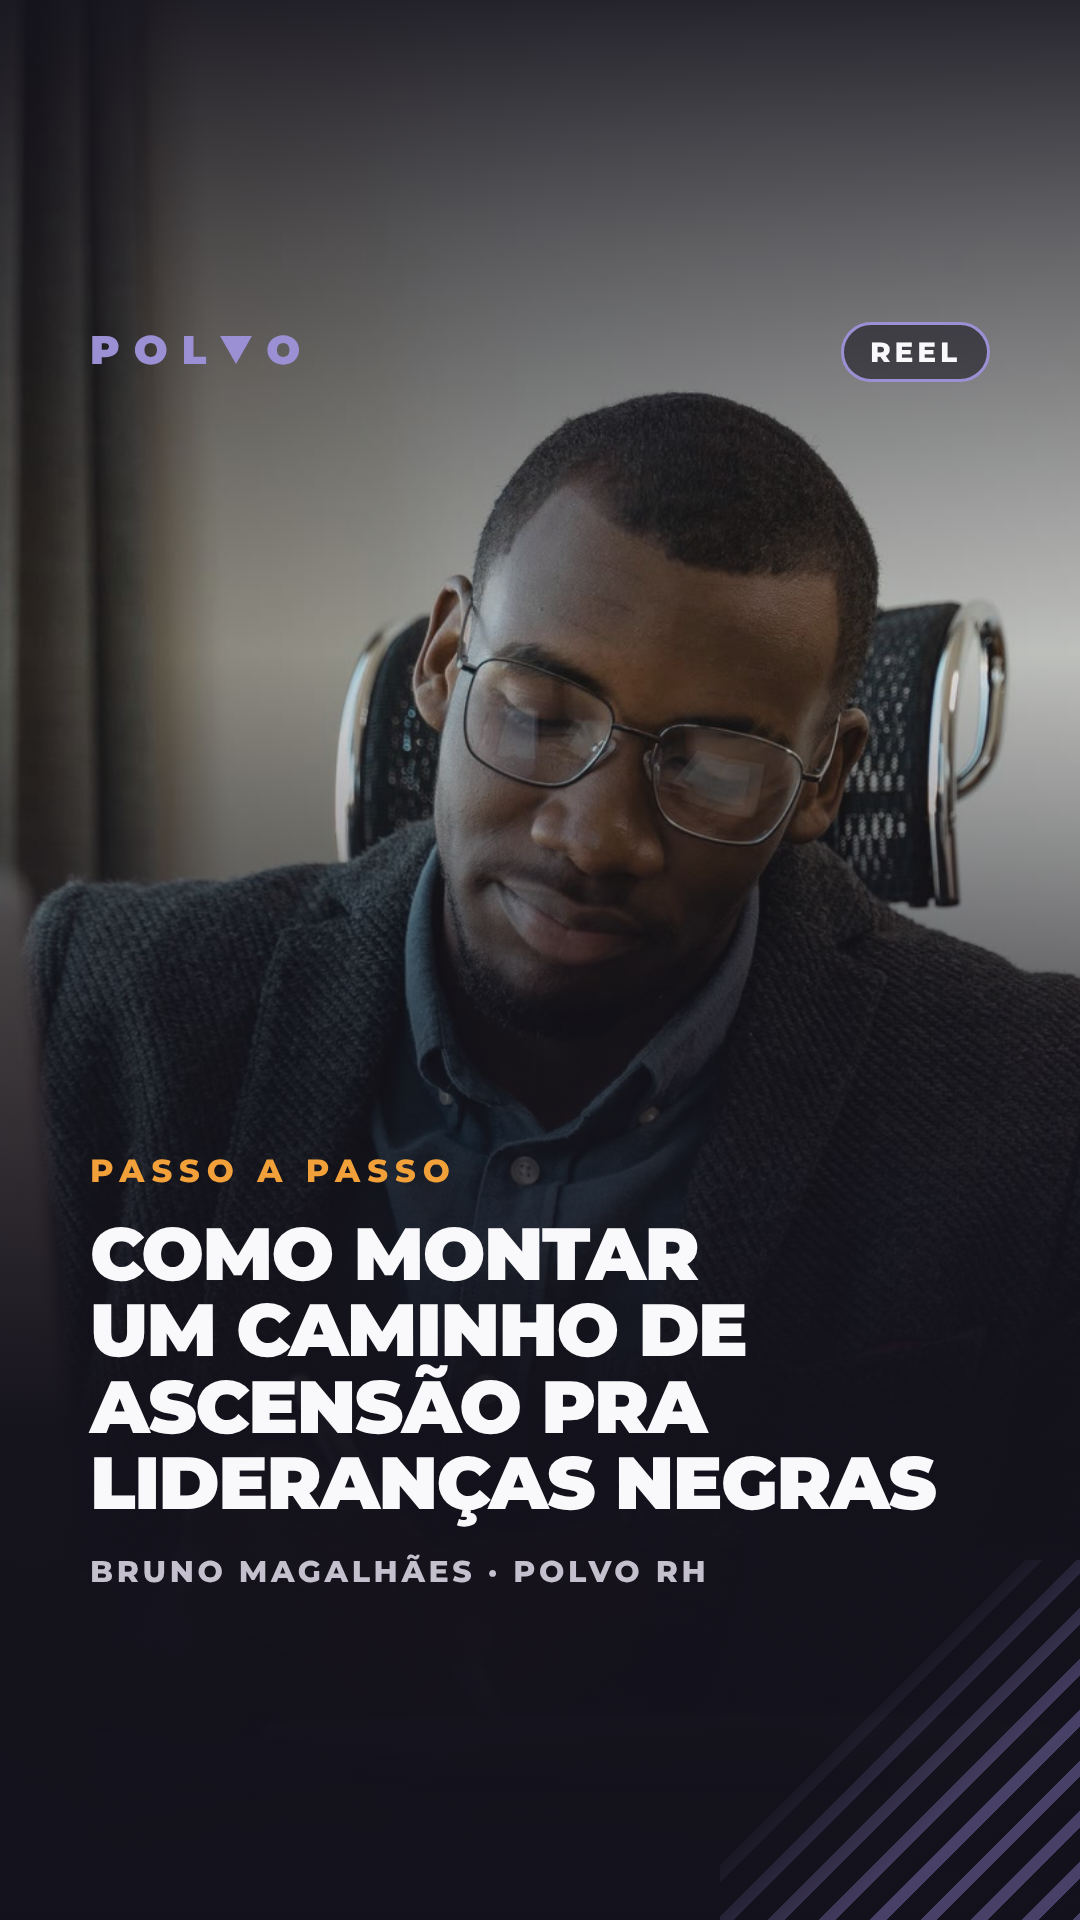 POLVO
REEL
PASSO A PASSO
COMO MONTAR
UM CAMINHO DE
ASCENSÃO PRA
LIDERANÇAS NEGRAS
BRUNO MAGALHÃES · POLVO RH